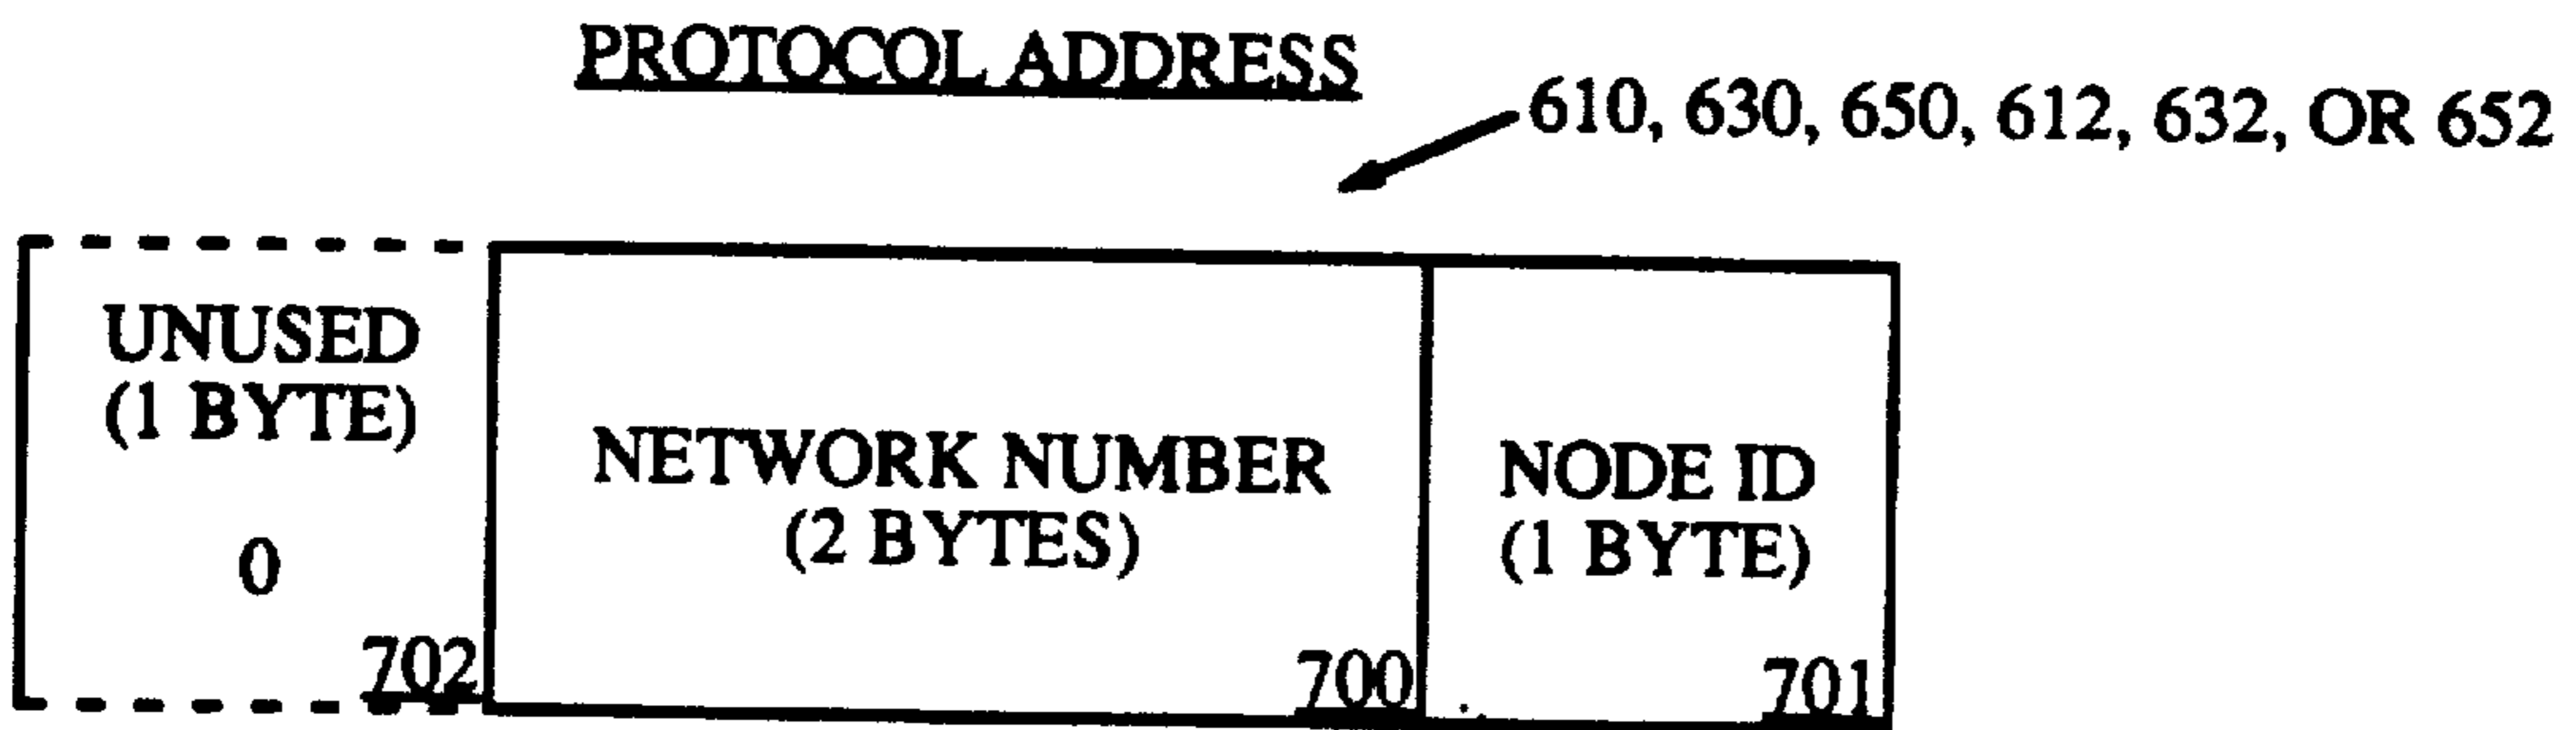 PROTOCOL ADDRESS
610, 630, 650, 612, 632, OR 652
UNUSED
(1 BYTE)
0
702
NETWORK NUMBER
(2 BYTES)
700
NODE ID
(1 BYTE)
701